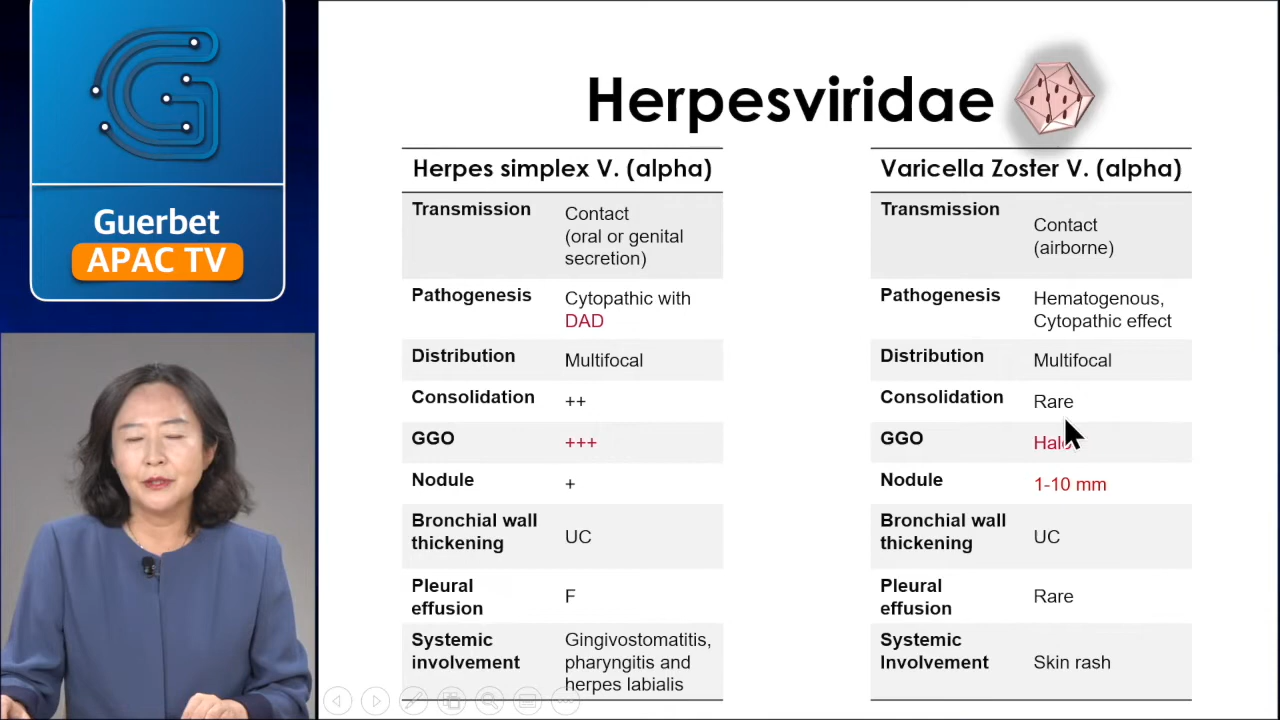 Guerbet
APAC TV
Herpesviridae
Herpes simplex V. (alpha)
Transmission
Contact
(oral or genital
secretion)
Pathogenesis
Cytopathic with
DAD
Distribution
Multifocal
Consolidation
++
GGO
+++
Nodule
+
Bronchial wall
thickening
UC
Pleural
effusion
F
Systemic
involvement
Gingivostomatitis,
pharyngitis and
herpes labialis
Varicella Zoster V. (alpha)
Transmission
Contact
(airborne)
Pathogenesis
Hematogenous,
Cytopathic effect
Distribution
Multifocal
Consolidation
Rare
GGO
Halo
Nodule
1-10 mm
Bronchial wall
thickening
UC
Pleural
effusion
Rare
Systemic
Involvement
Skin rash